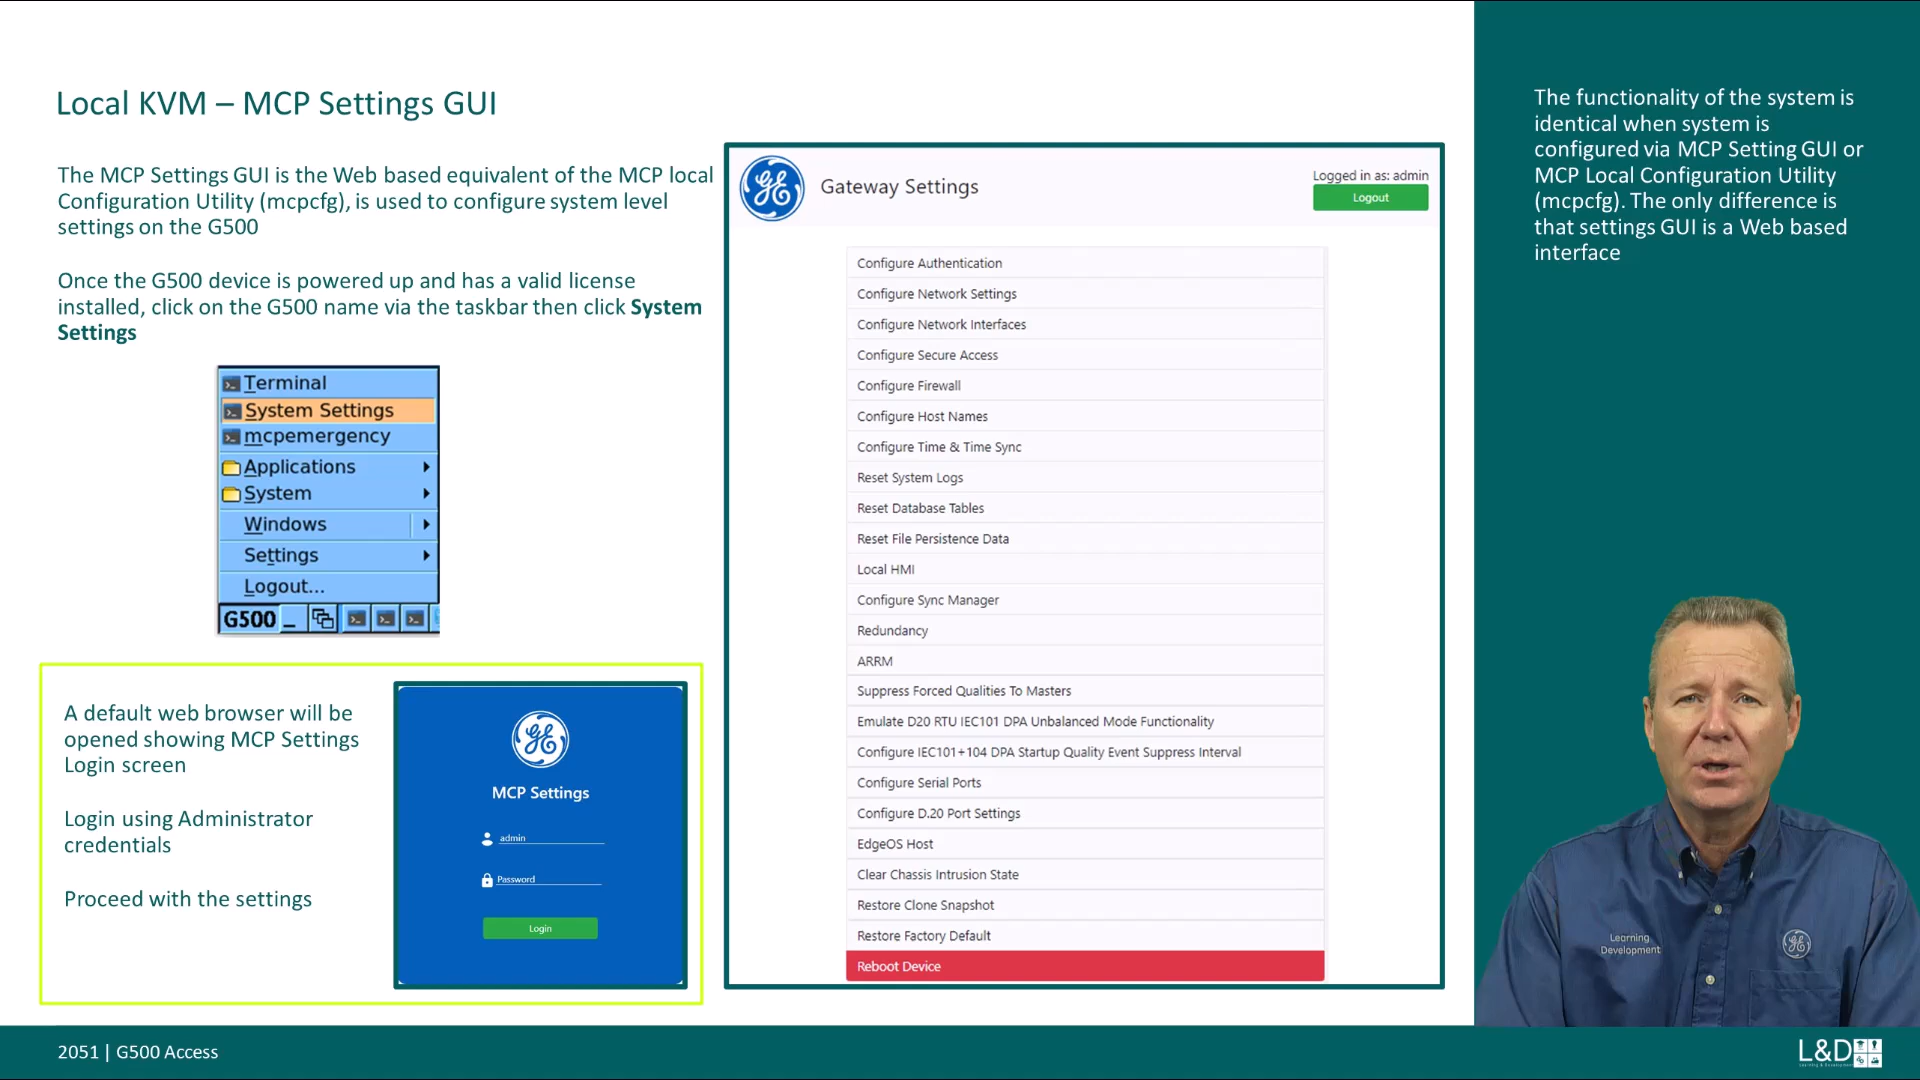 Local KVM – MCP Settings GUI
The MCP Settings GUI is the Web based equivalent of the MCP local
Configuration Utility (mcpcfg), is used to configure system level
settings on the G500
Once the G500 device is powered up and has a valid license
installed, click on the G500 name via the taskbar then click System
Settings
Terminal
System Settings
mcpemergency
Applications
System
Windows
Settings
Logout...
G500
A default web browser will be
opened showing MCP Settings
Login screen
Login using Administrator
credentials
Proceed with the settings
MCP Settings
admin
Password
Login
Gateway Settings
Logged in as: admin
Logout
Configure Authentication
Configure Network Settings
Configure Network Interfaces
Configure Secure Access
Configure Firewall
Configure Host Names
Configure Time & Time Sync
Reset System Logs
Reset Database Tables
Reset File Persistence Data
Local HMI
Configure Sync Manager
Redundancy
ARRM
Suppress Forced Qualities To Masters
Emulate D20 RTU IEC101 DPA Unbalanced Mode Functionality
Configure IEC101+104 DPA Startup Quality Event Suppress Interval
Configure Serial Ports
Configure D.20 Port Settings
EdgeOS Host
Clear Chassis Intrusion State
Restore Clone Snapshot
Restore Factory Default
Reboot Device
The functionality of the system is
identical when system is
configured via MCP Setting GUI or
MCP Local Configuration Utility
(mcpcfg). The only difference is
that settings GUI is a Web based
interface
Learning
Development
2051 | G500 Access
L&D